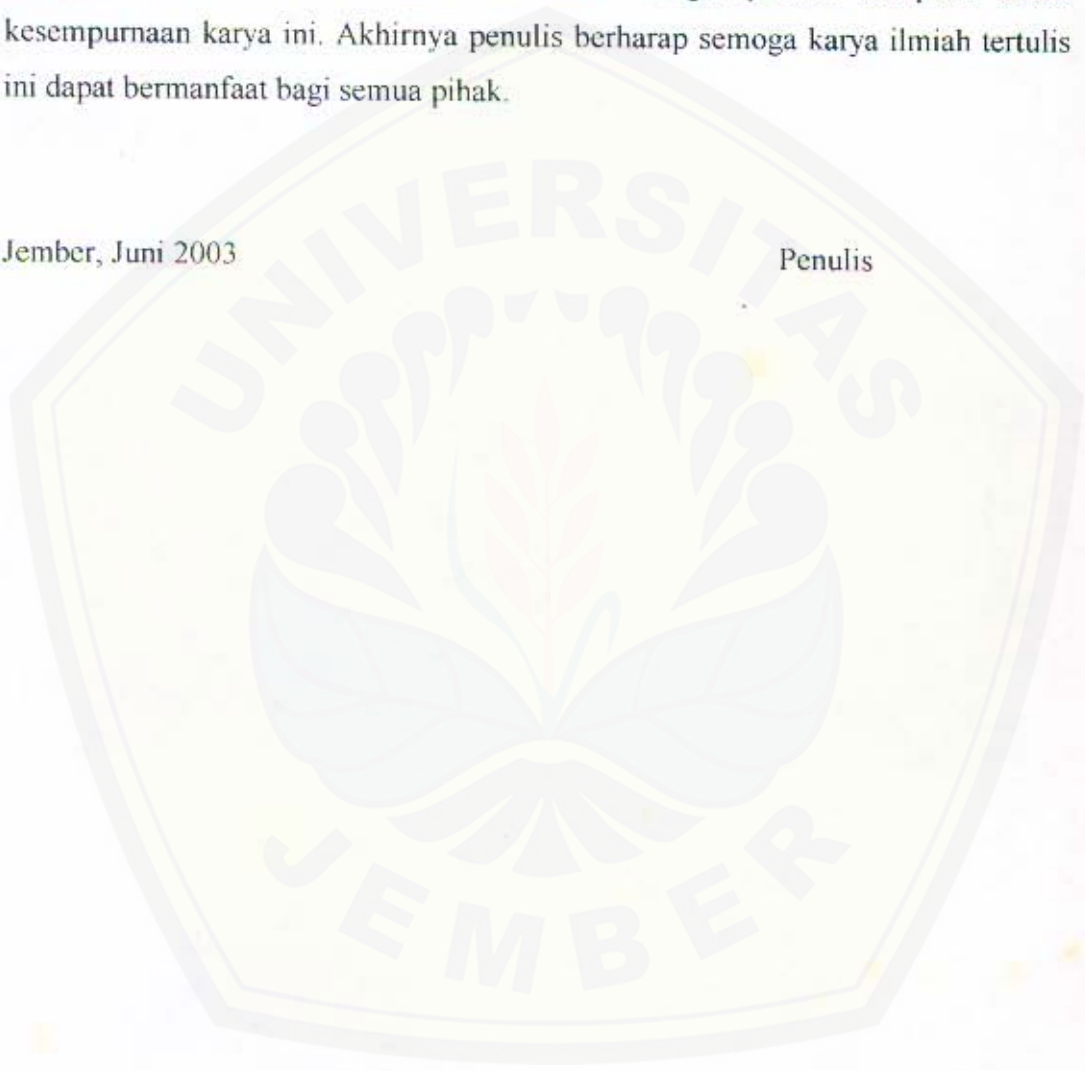 kesempurnaan karya ini. Akhirnya penulis berharap semoga karya ilmiah tertulis
ini dapat bermanfaat bagi semua pihak.
Jember, Juni 2003
Penulis
UNIVERSITAS
JEMBER